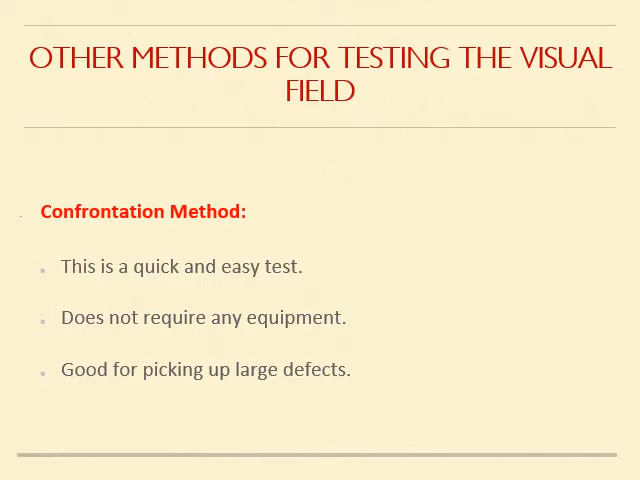 OTHER METHODS FOR TESTING THE VISUAL
FIELD
Confrontation Method:
This is a quick and easy test.
Does not require any equipment.
Good for picking up large defects.